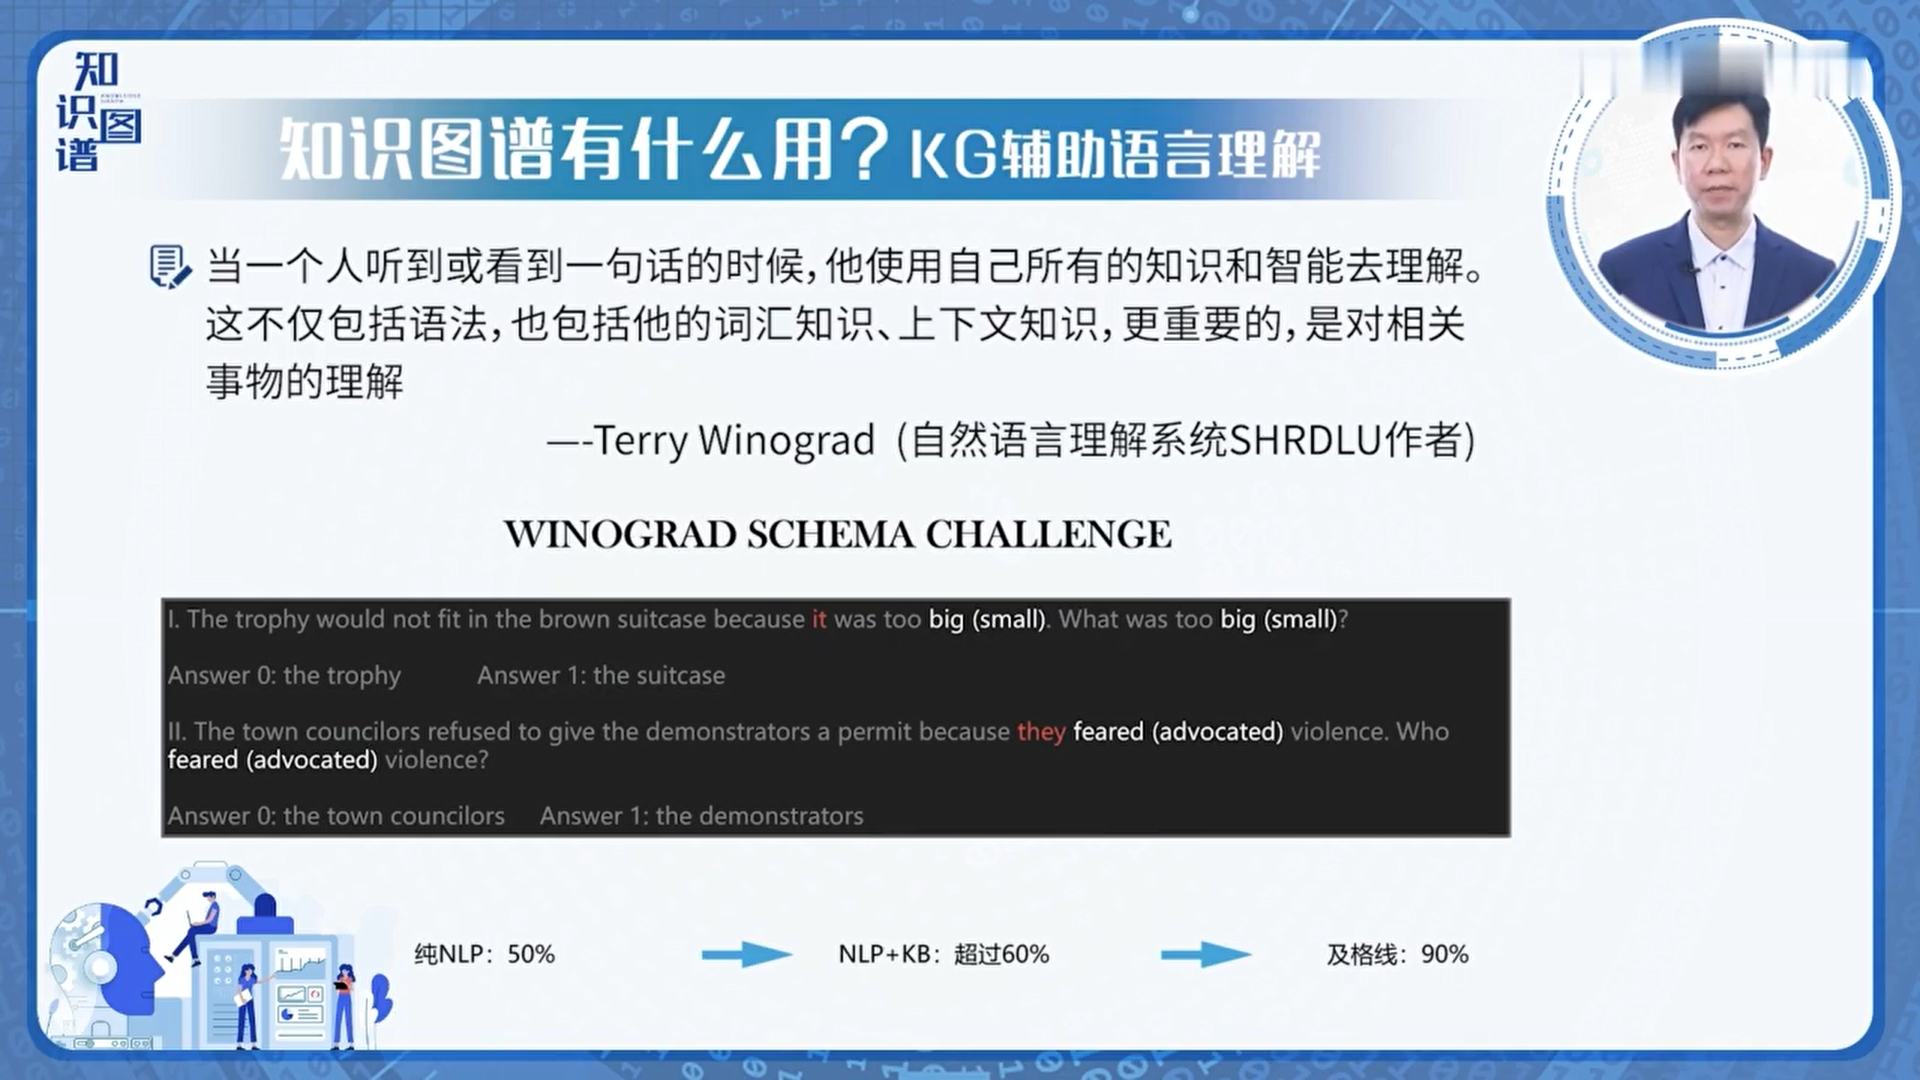 知识图谱
知识图谱有什么用？KG辅助语言理解
当一个人听到或看到一句话的时候，他使用自己所有的知识和智能去理解。
这不仅包括语法，也包括他的词汇知识、上下文知识，更重要的，是对相关
事物的理解
—-Terry Winograd (自然语言理解系统SHRDLU作者)
WINOGRAD SCHEMA CHALLENGE
I. The trophy would not fit in the brown suitcase because it was too big (small). What was too big (small)?
Answer 0: the trophy Answer 1: the suitcase
II. The town councilors refused to give the demonstrators a permit because they feared (advocated) violence. Who
feared (advocated) violence?
Answer 0: the town councilors Answer 1: the demonstrators
纯NLP：50% NLP+KB：超过60% 及格线：90%